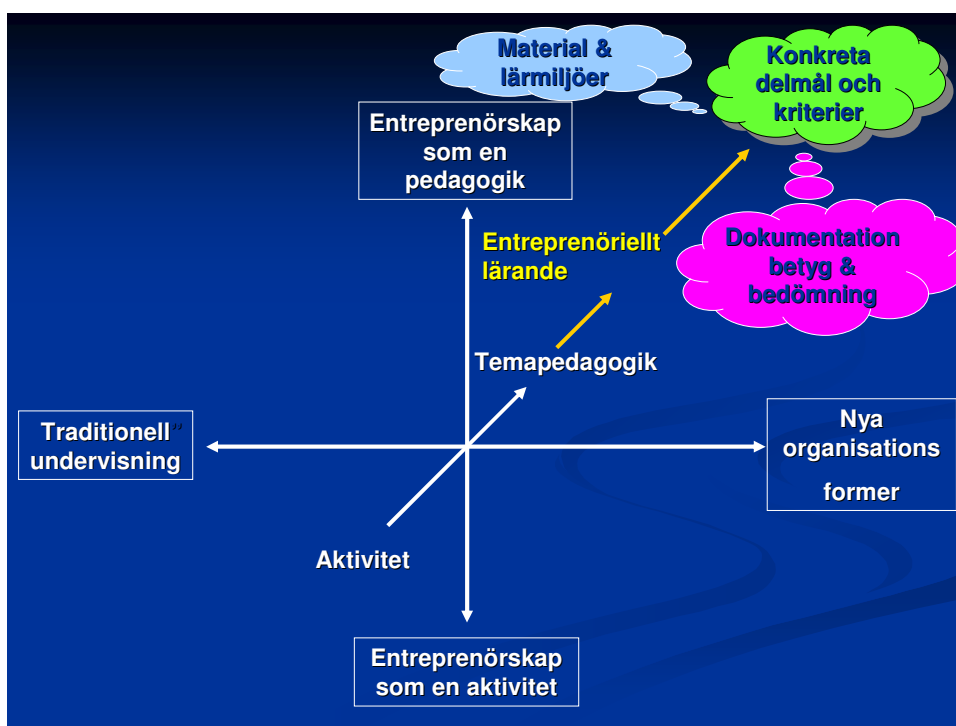 Material &
lärmiljöer
Konkreta
delmål och
kriterier
Entreprenörskap
som en
pedagogik
Entreprenöriellt
lärande
Dokumentation
betyg &
bedömning
Temapedagogik
Traditionell”
undervisning
Nya
organisations
former
Aktivitet
Entreprenörskap
som en aktivitet